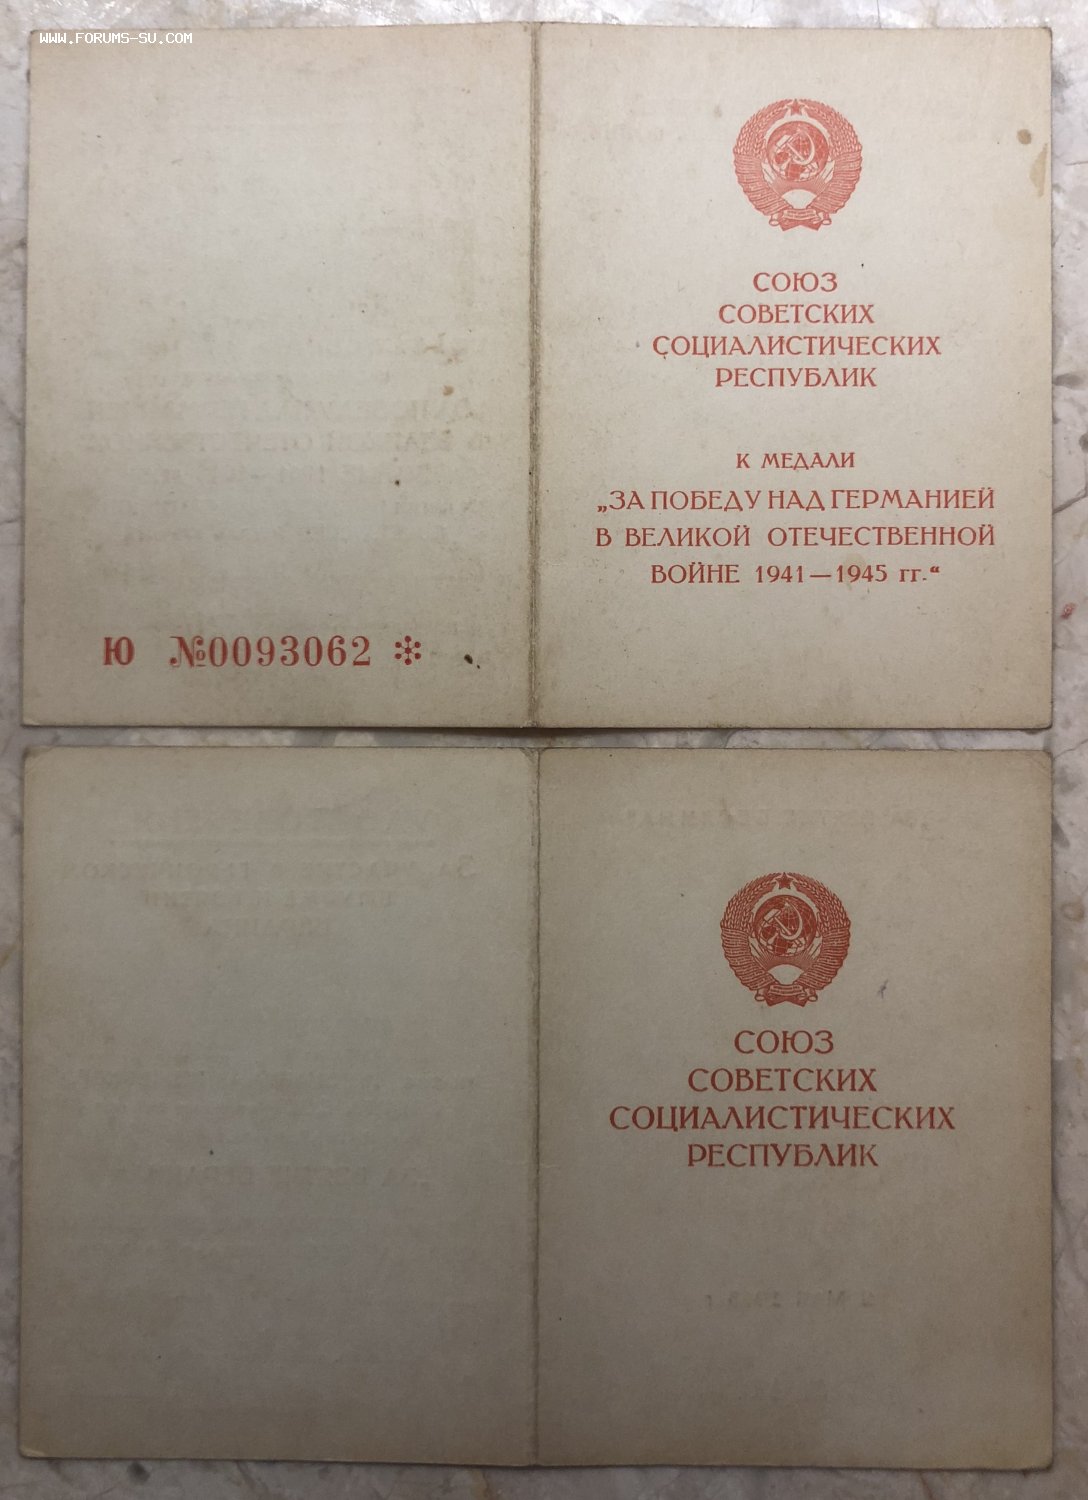 WWW.FORUMS-SU.COM
СОЮЗ
СОВЕТСКИХ
СОЦИАЛИСТИЧЕСКИХ
РЕСПУБЛИК
К МЕДАЛИ
„ЗА ПОБЕДУ НАД ГЕРМАНИЕЙ
В ВЕЛИКОЙ ОТЕЧЕСТВЕННОЙ
ВОЙНЕ 1941—1945 гг.“
Ю №0093062 *
СОЮЗ
СОВЕТСКИХ
СОЦИАЛИСТИЧЕСКИХ
РЕСПУБЛИК